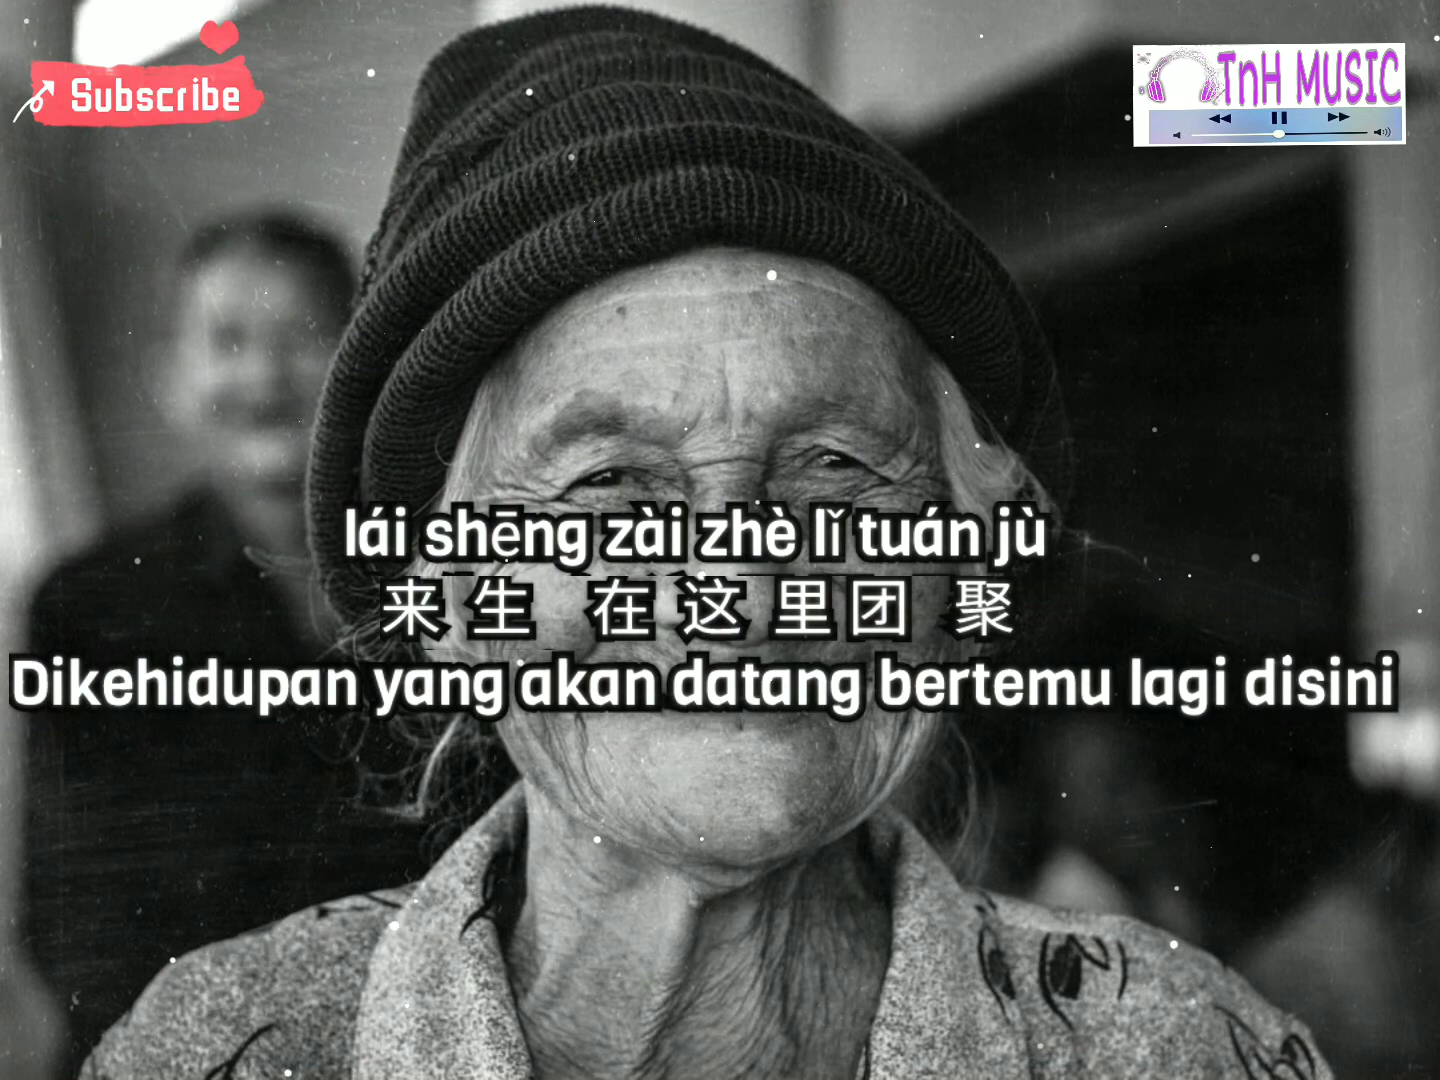 Subscribe
TnH MUSIC
lái shēng zài zhè lǐ tuán jù
来 生 在 这 里 团 聚
Dikehidupan yang akan datang bertemu lagi disini